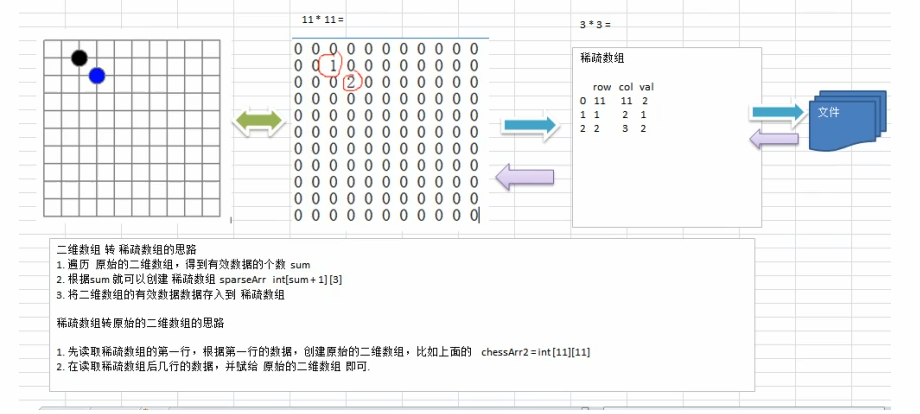 11 * 11 =
3 * 3 =
0 0 0 0 0 0 0 0 0 0 0
0 0 1 0 0 0 0 0 0 0 0
0 0 0 2 0 0 0 0 0 0 0
0 0 0 0 0 0 0 0 0 0 0
0 0 0 0 0 0 0 0 0 0 0
0 0 0 0 0 0 0 0 0 0 0
0 0 0 0 0 0 0 0 0 0 0
0 0 0 0 0 0 0 0 0 0 0
0 0 0 0 0 0 0 0 0 0 0
0 0 0 0 0 0 0 0 0 0 0
0 0 0 0 0 0 0 0 0 0 0
稀疏数组
row col val
0 11 11 2
1 1 2 1
2 2 3 2
文件
二维数组 转 稀疏数组的思路
1. 遍历 原始的二维数组，得到有效数据的个数 sum
2. 根据sum 就可以创建 稀疏数组 sparseArr int[sum + 1] [3]
3. 将二维数组的有效数据数据存入到 稀疏数组
稀疏数组转原始的二维数组的思路
1. 先读取稀疏数组的第一行，根据第一行的数据，创建原始的二维数组，比如上面的 chessArr2 = int [11][11]
2. 在读取稀疏数组后几行的数据，并赋给 原始的二维数组 即可.